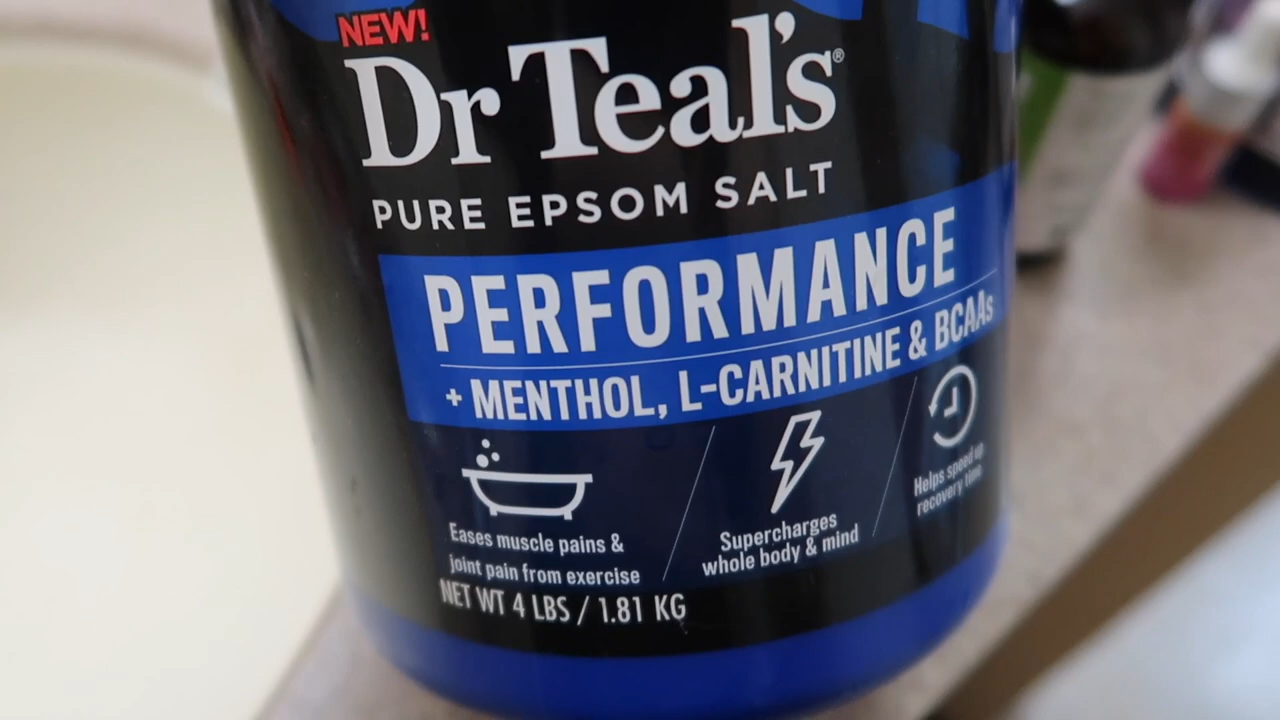 NEW!
Dr Teal's®
PURE EPSOM SALT
PERFORMANCE
+ MENTHOL, L-CARNITINE & BCAAs
Eases muscle pains &
joint pain from exercise
Supercharges
whole body & mind
Helps speed up
recovery time
NET WT 4 LBS / 1.81 KG